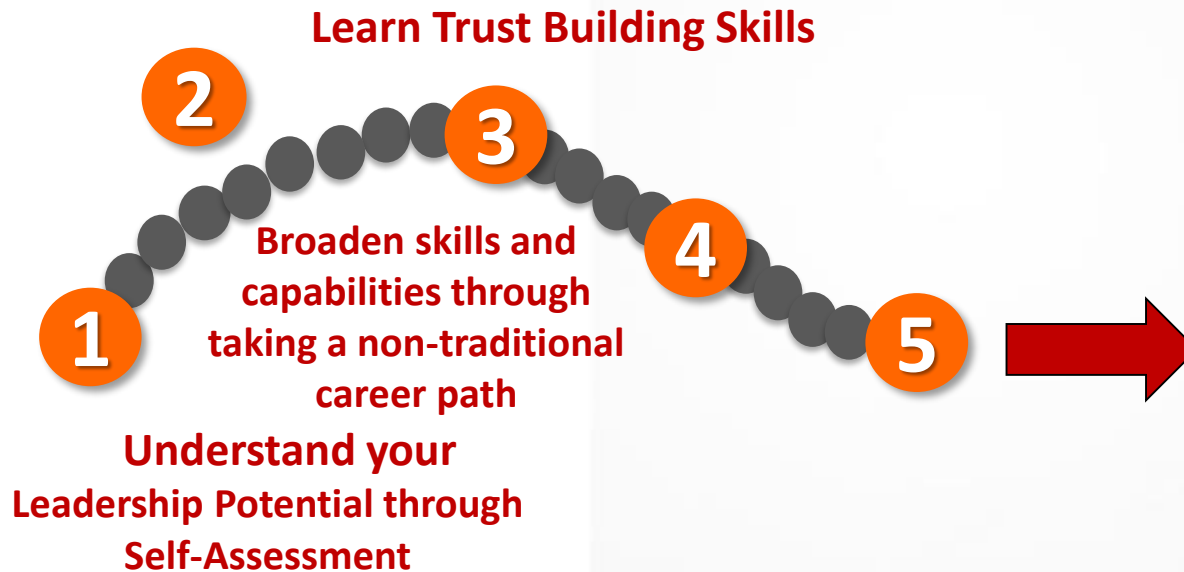 Learn Trust Building Skills
2
3
Broaden skills and
capabilities through
taking a non-traditional
career path
4
1
5
Understand your
Leadership Potential through
Self-Assessment